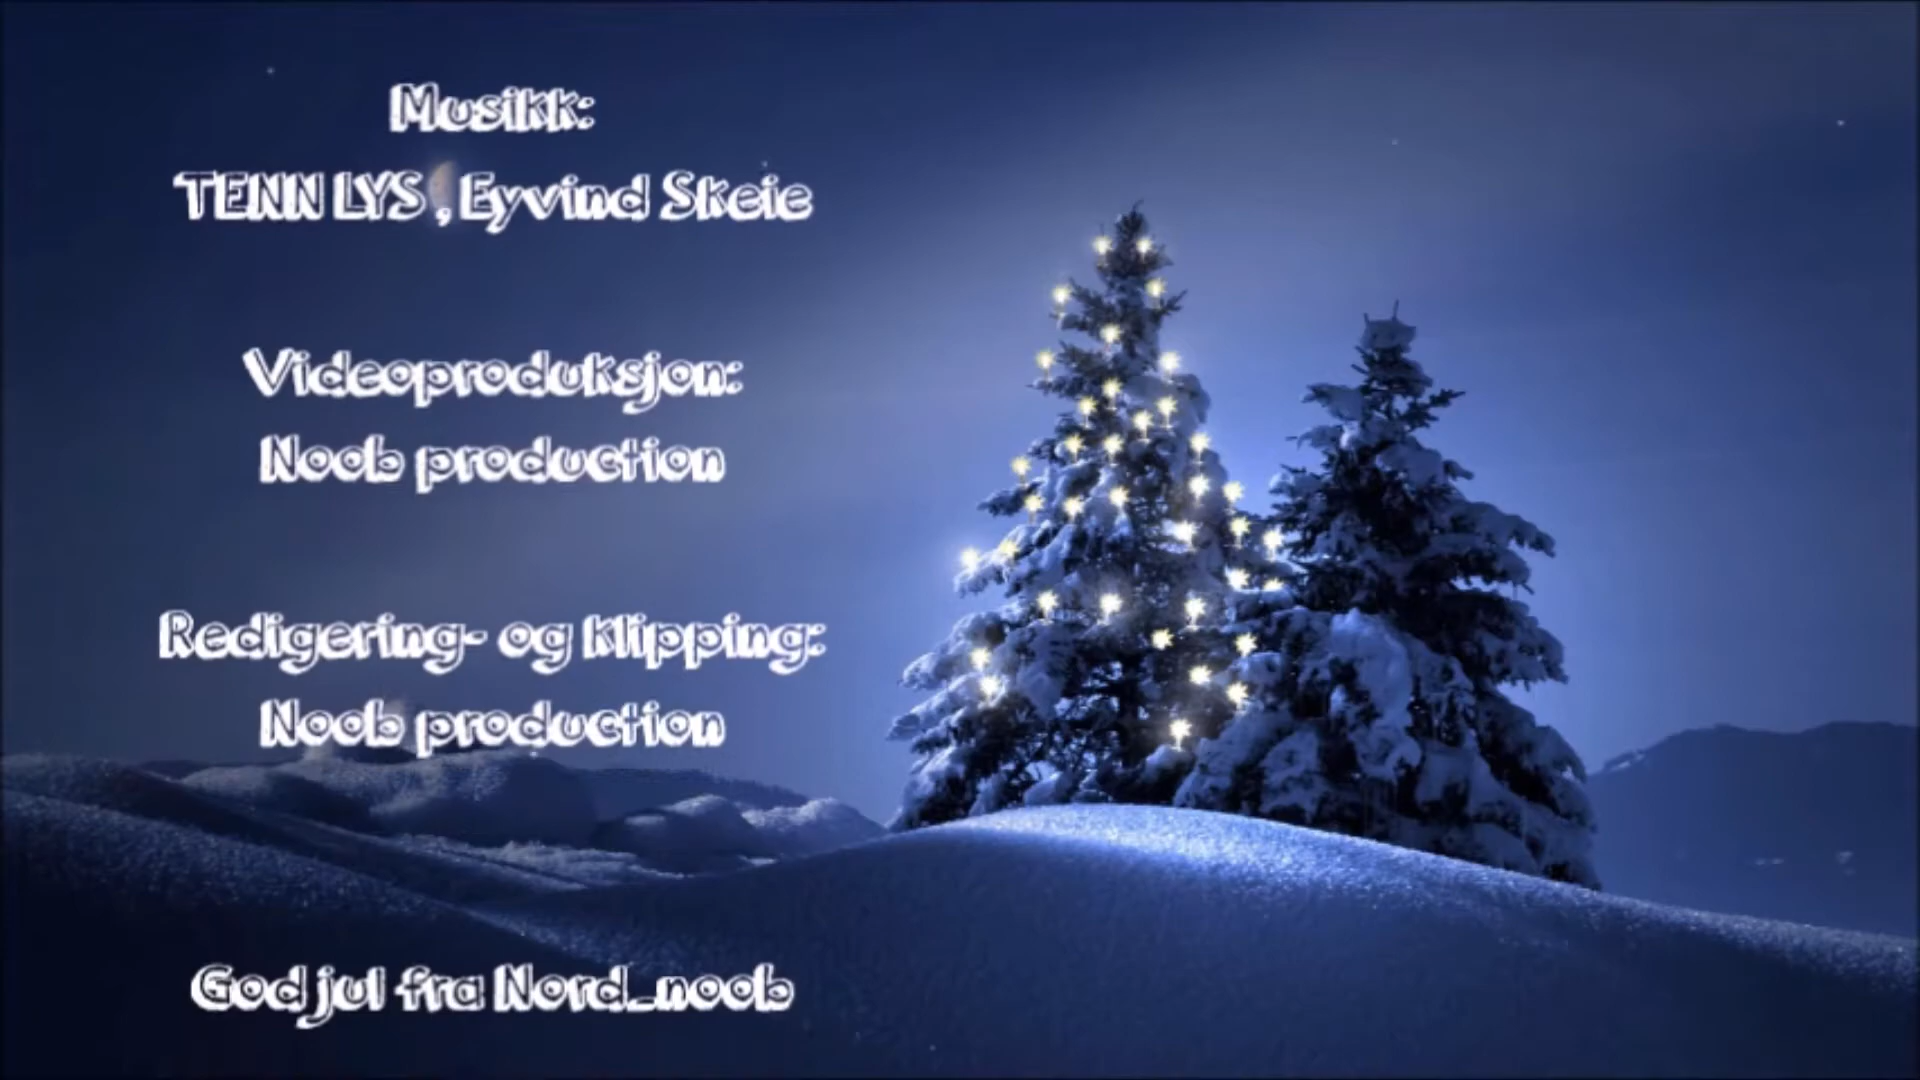 Musikk:
TENN LYS , Eyvind Skeie
Videoproduksjon:
Noob production
Redigering- og klipping:
Noob production
God jul fra Nord_noob